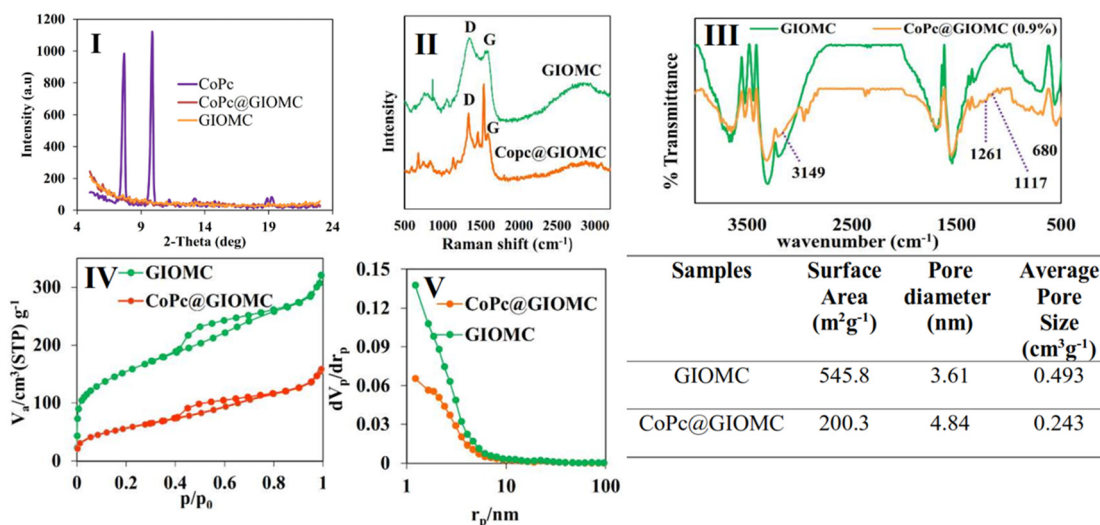 I
Intensity (a.u)
1200
1000
800
600
400
200
0
CoPc
CoPc@GIOMC
GIOMC
4 9 14 19 24
2-Theta (deg)
II
Intensity
D
G
GIOMC
D
G
Copc@GIOMC
500 1000 1500 2000 2500 3000
Raman shift (cm-1)
III
% Transmittance
GIOMC
CoPc@GIOMC (0.9%)
3149
1261
1117
680
3500 2500 1500 500
wavenumber (cm-1)
IV
Va/cm3(STP) g-1
GIOMC
CoPc@GIOMC
300
200
100
0
0 0.2 0.4 0.6 0.8 1
p/p0
V
dVp/drp
0.15
0.12
0.09
0.06
0.03
0
CoPc@GIOMC
GIOMC
1 10 100
rp/nm
Samples Surface Area (m2g-1) Pore diameter (nm) Average Pore Size (cm3g-1)
GIOMC 545.8 3.61 0.493
CoPc@GIOMC 200.3 4.84 0.243